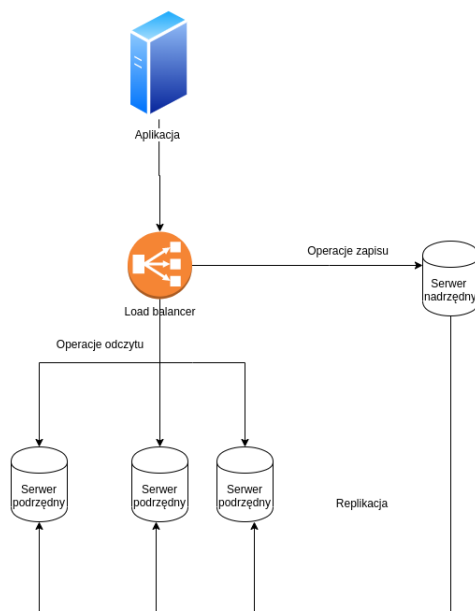 Aplikacja
Operacje zapisu
Serwer
nadrzędny
Load balancer
Operacje odczytu
Serwer
podrzędny
Serwer
podrzędny
Serwer
podrzędny
Replikacja